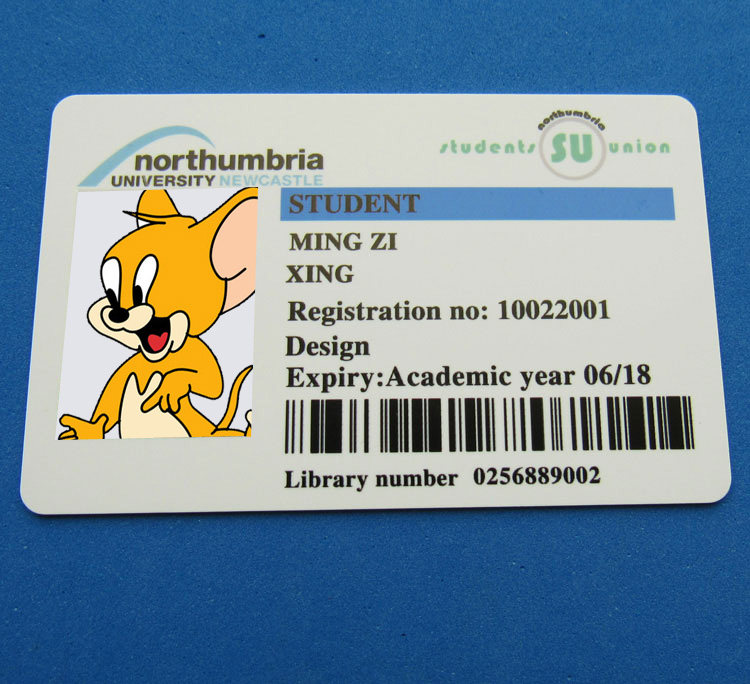 northumbria
UNIVERSITY NEWCASTLE
northumbria
students SU union
STUDENT
MING ZI
XING
Registration no: 10022001
Design
Expiry:Academic year 06/18
Library number 0256889002